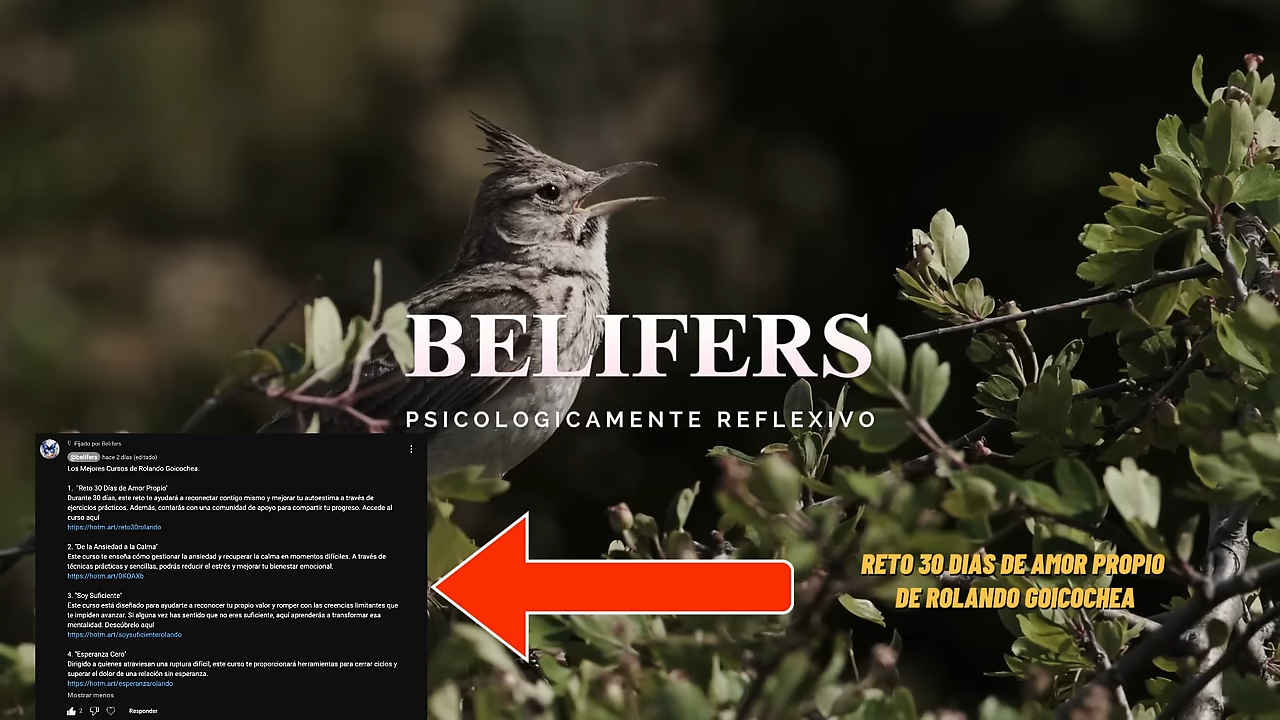 BELIFERS
PSICOLOGICAMENTE REFLEXIVO
Fijado por Belifers
@belifers hace 2 días (editado)
Los Mejores Cursos de Rolando Goicochea.
1. "Reto 30 Días de Amor Propio"
Durante 30 días, este reto te ayudará a reconectar contigo mismo y mejorar tu autoestima a través de
ejercicios prácticos. Además, contarás con una comunidad de apoyo para compartir tu progreso. Accede al
curso aquí
https://hotm.art/reto30rolando
2. "De la Ansiedad a la Calma"
Este curso te enseña cómo gestionar la ansiedad y recuperar la calma en momentos difíciles. A través de
técnicas prácticas y sencillas, podrás reducir el estrés y mejorar tu bienestar emocional.
https://hotm.art/0K0AXb
3. "Soy Suficiente"
Este curso está diseñado para ayudarte a reconocer tu propio valor y romper con las creencias limitantes que
te impiden avanzar. Si alguna vez has sentido que no eres suficiente, aquí aprenderás a transformar esa
mentalidad. Descúbrelo aquí
https://hotm.art/soysuficienterolando
4. "Esperanza Cero"
Dirigido a quienes atraviesan una ruptura difícil, este curso te proporcionará herramientas para cerrar ciclos y
superar el dolor de una relación sin esperanza.
https://hotm.art/esperanzarolando
Mostrar menos
2 Responder
RETO 30 DIAS DE AMOR PROPIO
DE ROLANDO GOICOCHEA